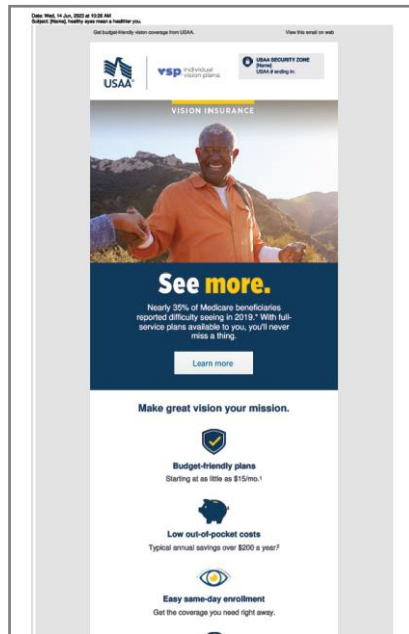 Date: Wed, 14 Jun, 2023 at 10:26 AM
Subject: [Name], healthy eyes mean a healthier you.
Get budget-friendly vision coverage from USAA.
View this email on web
USAA
vsp individual
vision plans
USAA SECURITY ZONE
[Name]
USAA # ending in:
VISION INSURANCE
See more.
Nearly 35% of Medicare beneficiaries
reported difficulty seeing in 2019.* With full-
service plans available to you, you'll never
miss a thing.
Learn more
Make great vision your mission.
Budget-friendly plans
Starting at as little as $15/mo.¹
Low out-of-pocket costs
Typical annual savings over $200 a year.²
Easy same-day enrollment
Get the coverage you need right away.